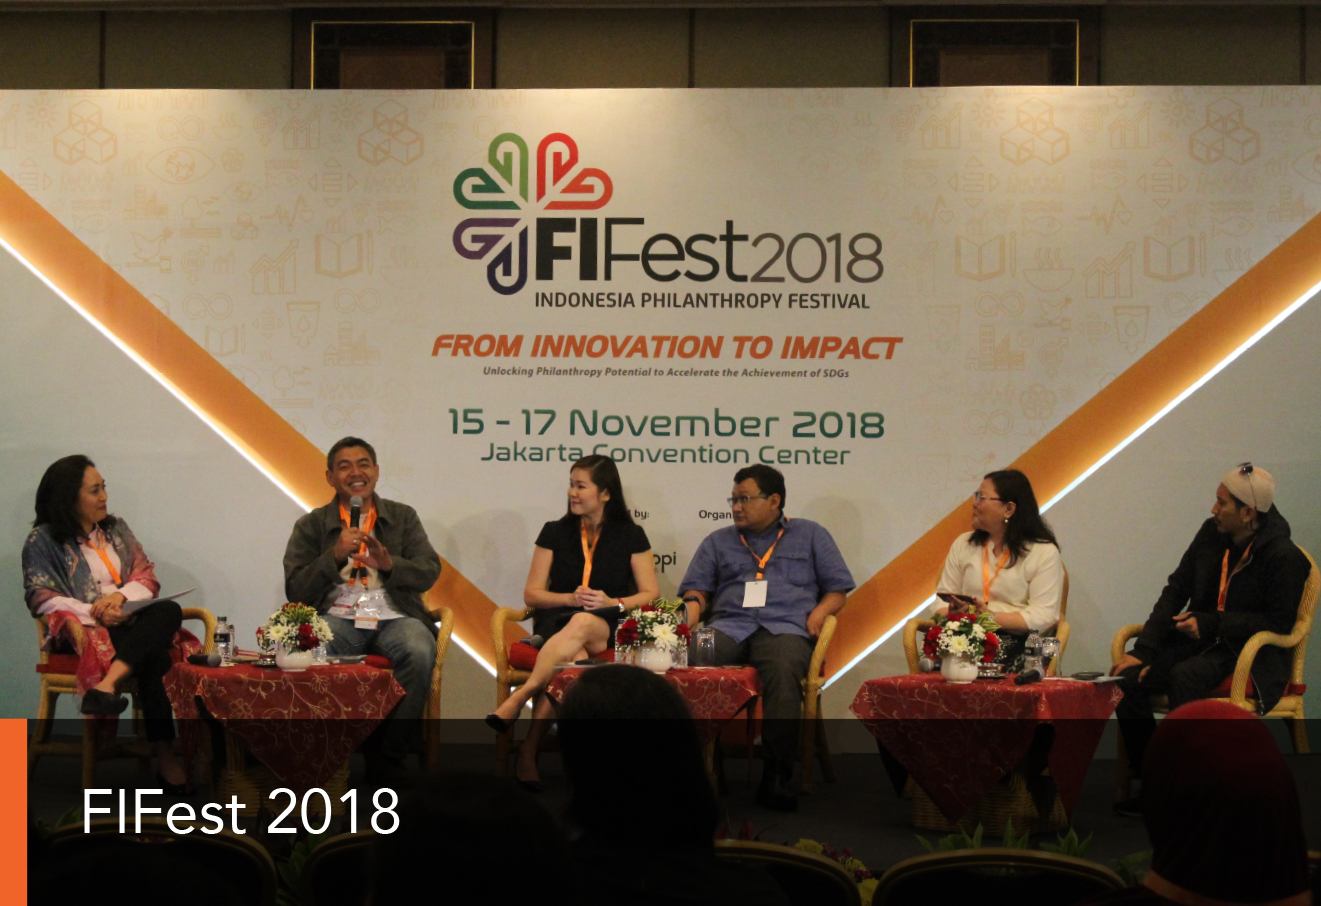 FIFest2018
INDONESIA PHILANTHROPY FESTIVAL
FROM INNOVATION TO IMPACT
Unlocking Philanthropy Potential to Accelerate the Achievement of SDGs
15 - 17 November 2018
Jakarta Convention Center
by:
FIFest 2018